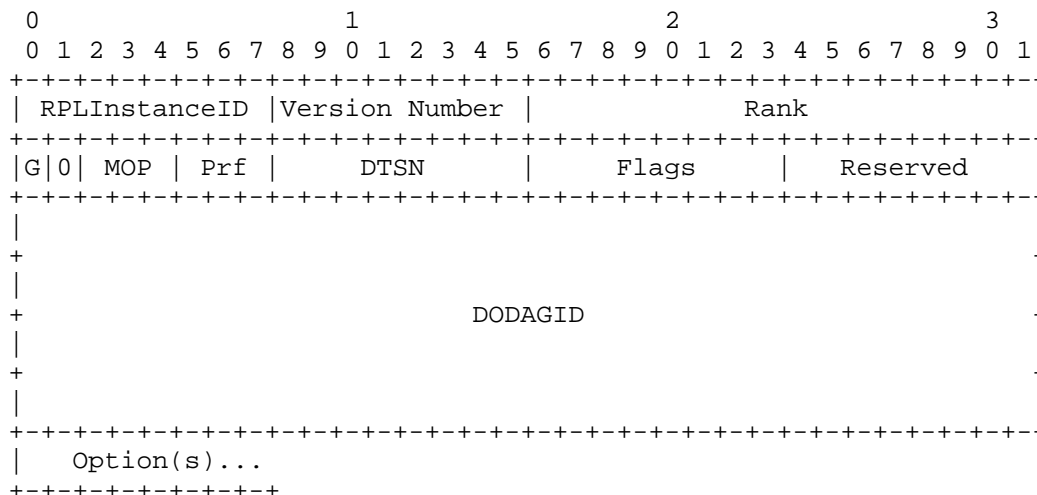 0                   1                   2                   3
 0 1 2 3 4 5 6 7 8 9 0 1 2 3 4 5 6 7 8 9 0 1 2 3 4 5 6 7 8 9 0 1
+-+-+-+-+-+-+-+-+-+-+-+-+-+-+-+-+-+-+-+-+-+-+-+-+-+-+-+-+-+-+-+-
| RPLInstanceID |Version Number |             Rank
+-+-+-+-+-+-+-+-+-+-+-+-+-+-+-+-+-+-+-+-+-+-+-+-+-+-+-+-+-+-+-+-
|G|0| MOP | Prf |     DTSN      |     Flags     |   Reserved
+-+-+-+-+-+-+-+-+-+-+-+-+-+-+-+-+-+-+-+-+-+-+-+-+-+-+-+-+-+-+-+-
|
+                                                               -
|
+                            DODAGID                            -
|
+                                                               -
|
+-+-+-+-+-+-+-+-+-+-+-+-+-+-+-+-+-+-+-+-+-+-+-+-+-+-+-+-+-+-+-+-
|   Option(s)...
+-+-+-+-+-+-+-+-+